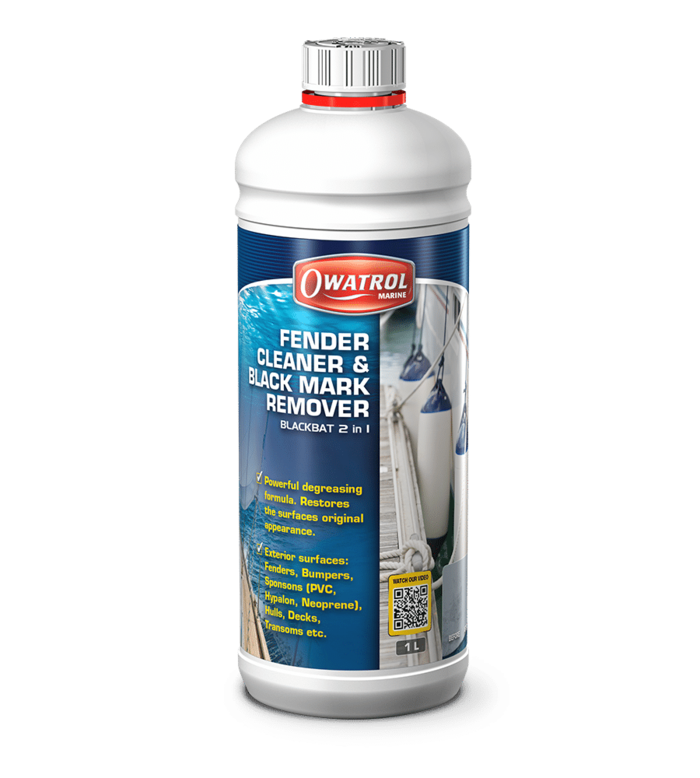 OWATROL
MARINE
FENDER
CLEANER &
BLACK MARK
REMOVER
BLACKBAT 2 in 1
Powerful degreasing
formula. Restores
the surfaces original
appearance.
Exterior surfaces:
Fenders, Bumpers,
Sponsons (PVC,
Hypalon, Neoprene),
Hulls, Decks,
Transoms etc.
WATCH OUR VIDEO
1 L